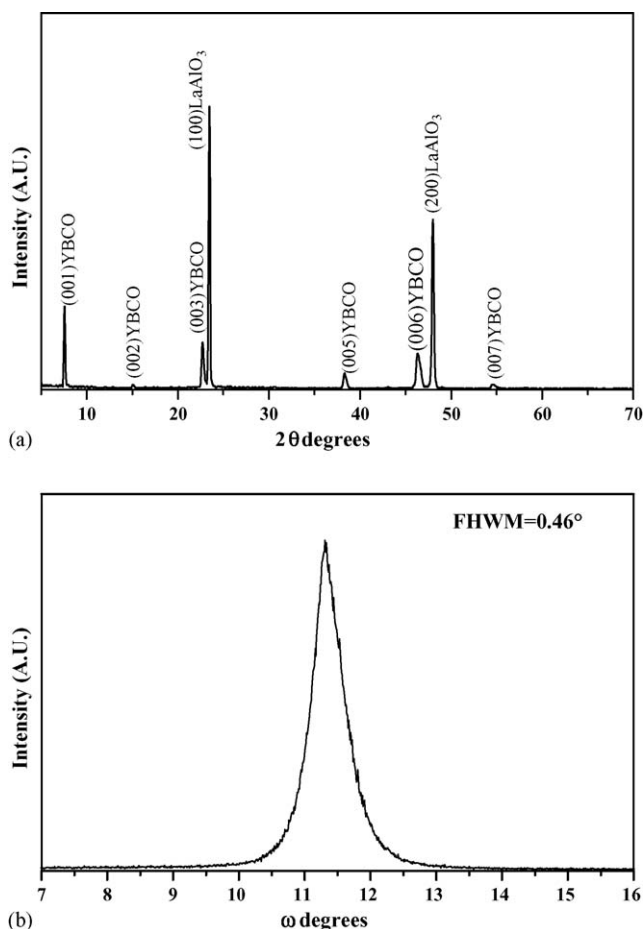 (100)LaAlO3
(200)LaAlO3
(001)YBCO
(002)YBCO
(003)YBCO
(005)YBCO
(006)YBCO
(007)YBCO
Intensity (A.U.)
10 20 30 40 50 60 70
(a)
2θdegrees
FHWM=0.46°
Intensity (A.U.)
7 8 9 10 11 12 13 14 15 16
(b)
ωdegrees